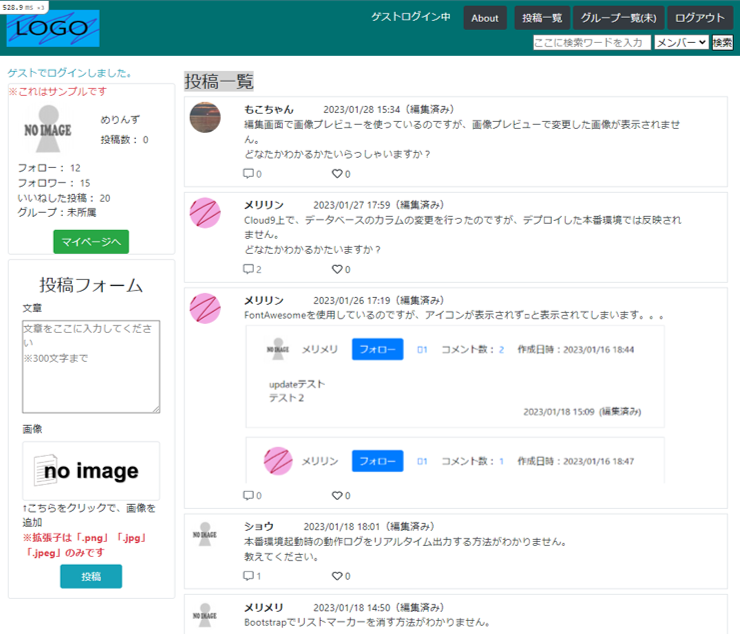 528.9 ms ×3
LOGO
ゲストログイン中
About
投稿一覧
グループ一覧(未)
ログアウト
ここに検索ワードを入力
メンバー
検索
ゲストでログインしました。
※これはサンプルです
NO IMAGE
めりんず
投稿数： 0
フォロー： 12
フォロワー： 15
いいねした投稿： 20
グループ：未所属
マイページへ
投稿フォーム
文章
文章をここに入力してくださ
い
※300文字まで
画像
no image
↑こちらをクリックで、画像を
追加
※拡張子は「.png」「.jpg」
「.jpeg」のみです
投稿
投稿一覧
もこちゃん 2023/01/28 15:34（編集済み）
編集画面で画像プレビューを使っているのですが、画像プレビューで変更した画像が表示されませ
ん。
どなたかわかるかたいらっしゃいますか？
0 0
メリリン 2023/01/27 17:59（編集済み）
Cloud9上で、データベースのカラムの変更を行ったのですが、デプロイした本番環境では反映され
ません。
どなたかわかるかたいますか？
2 0
メリリン 2023/01/26 17:19（編集済み）
FontAwesomeを使用しているのですが、アイコンが表示されず□と表示されてしまいます。。。
NO IMAGE メリメリ フォロー □1 コメント数： 2 作成日時：2023/01/16 18:44
updateテスト
テスト２
2023/01/18 15:09 (編集済み)
メリリン フォロー □1 コメント数： 1 作成日時：2023/01/16 18:47
0 0
NO IMAGE
ショウ 2023/01/18 18:01（編集済み）
本番環境起動時の動作ログをリアルタイム出力する方法がわかりません。
教えてください。
1 0
NO IMAGE
メリメリ 2023/01/18 14:50（編集済み）
Bootstrapでリストマーカーを消す方法がわかりません。